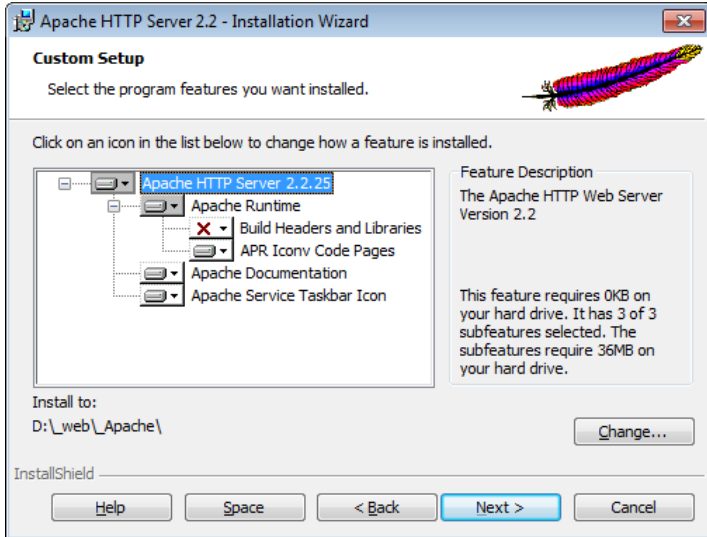 Apache HTTP Server 2.2 - Installation Wizard
Custom Setup
Select the program features you want installed.
Click on an icon in the list below to change how a feature is installed.
Apache HTTP Server 2.2.25
Apache Runtime
Build Headers and Libraries
APR Iconv Code Pages
Apache Documentation
Apache Service Taskbar Icon
Feature Description
The Apache HTTP Web Server
Version 2.2
This feature requires 0KB on
your hard drive. It has 3 of 3
subfeatures selected. The
subfeatures require 36MB on
your hard drive.
Install to:
D:\_web\_Apache\
Change...
InstallShield
Help
Space
< Back
Next >
Cancel